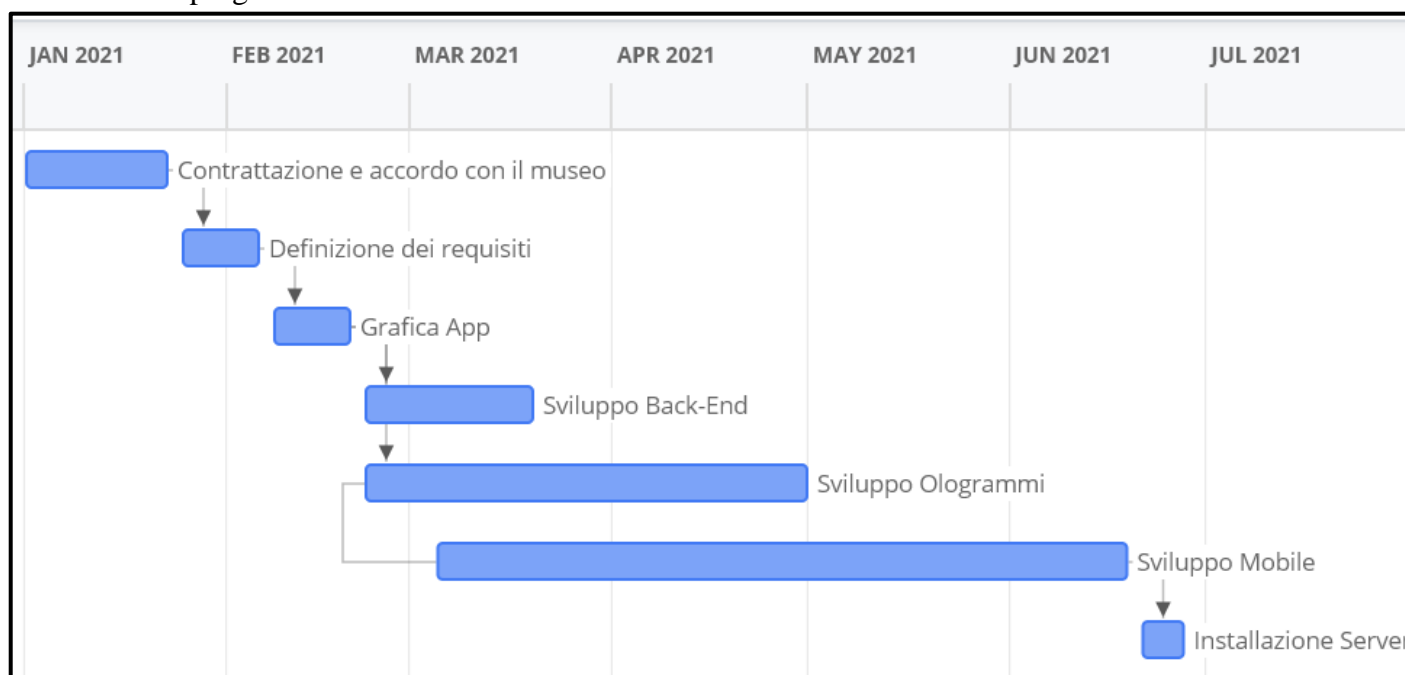 JAN 2021 FEB 2021 MAR 2021 APR 2021 MAY 2021 JUN 2021 JUL 2021
Contrattazione e accordo con il museo
Definizione dei requisiti
Grafica App
Sviluppo Back-End
Sviluppo Ologrammi
Sviluppo Mobile
Installazione Server